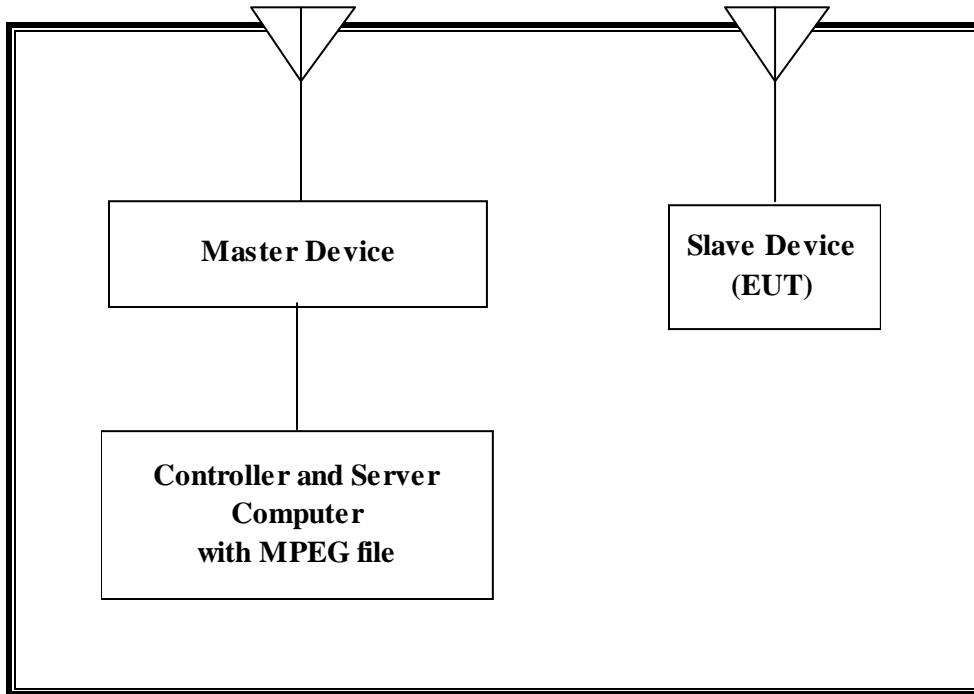 Master Device
Slave Device
(EUT)
Controller and Server
Computer
with MPEG file